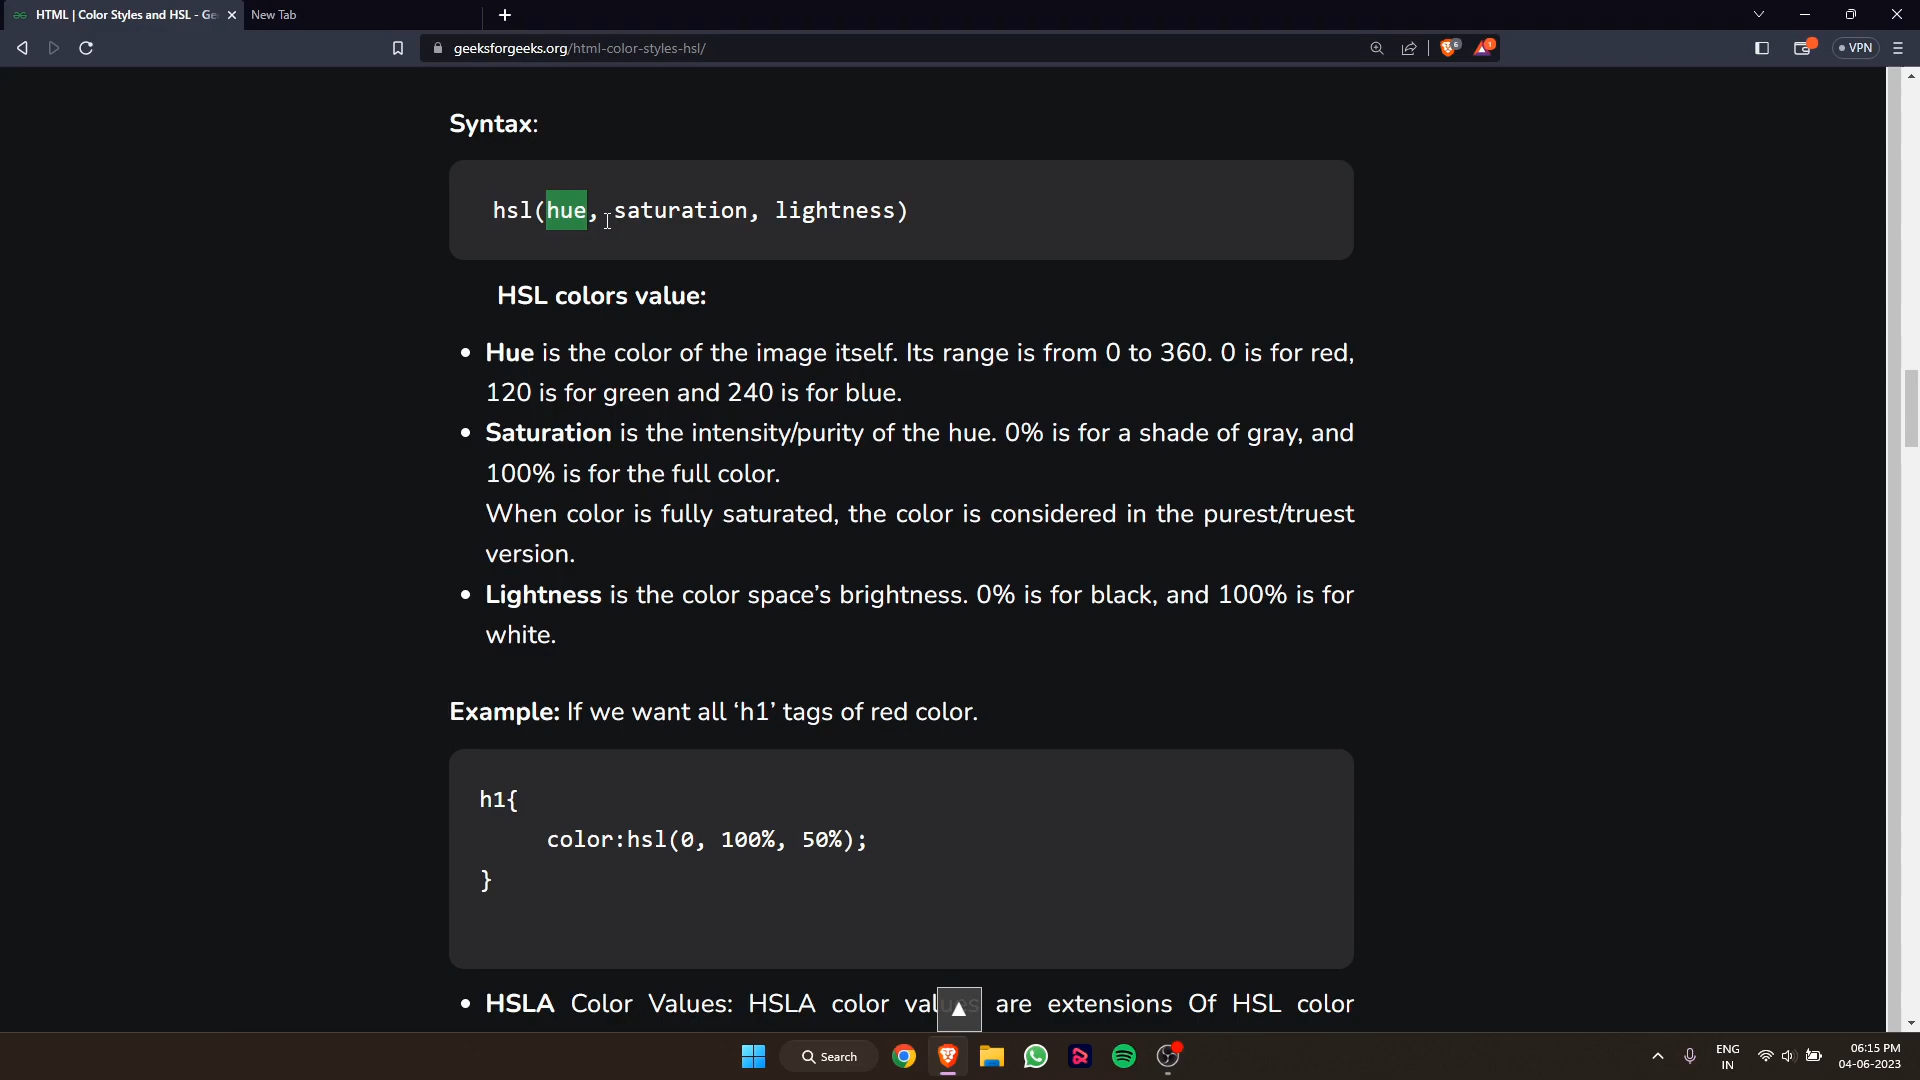 HTML | Color Styles and HSL - Ge
New Tab
geeksforgeeks.org/html-color-styles-hsl/
6
1
VPN
Syntax:
hsl(hue, saturation, lightness)
HSL colors value:
Hue is the color of the image itself. Its range is from 0 to 360. 0 is for red,
120 is for green and 240 is for blue.
Saturation is the intensity/purity of the hue. 0% is for a shade of gray, and
100% is for the full color.
When color is fully saturated, the color is considered in the purest/truest
version.
Lightness is the color space’s brightness. 0% is for black, and 100% is for
white.
Example: If we want all ‘h1’ tags of red color.
h1{
color:hsl(0, 100%, 50%);
}
HSLA Color Values: HSLA color values are extensions Of HSL color
Search
ENG
IN
06:15 PM
04-06-2023